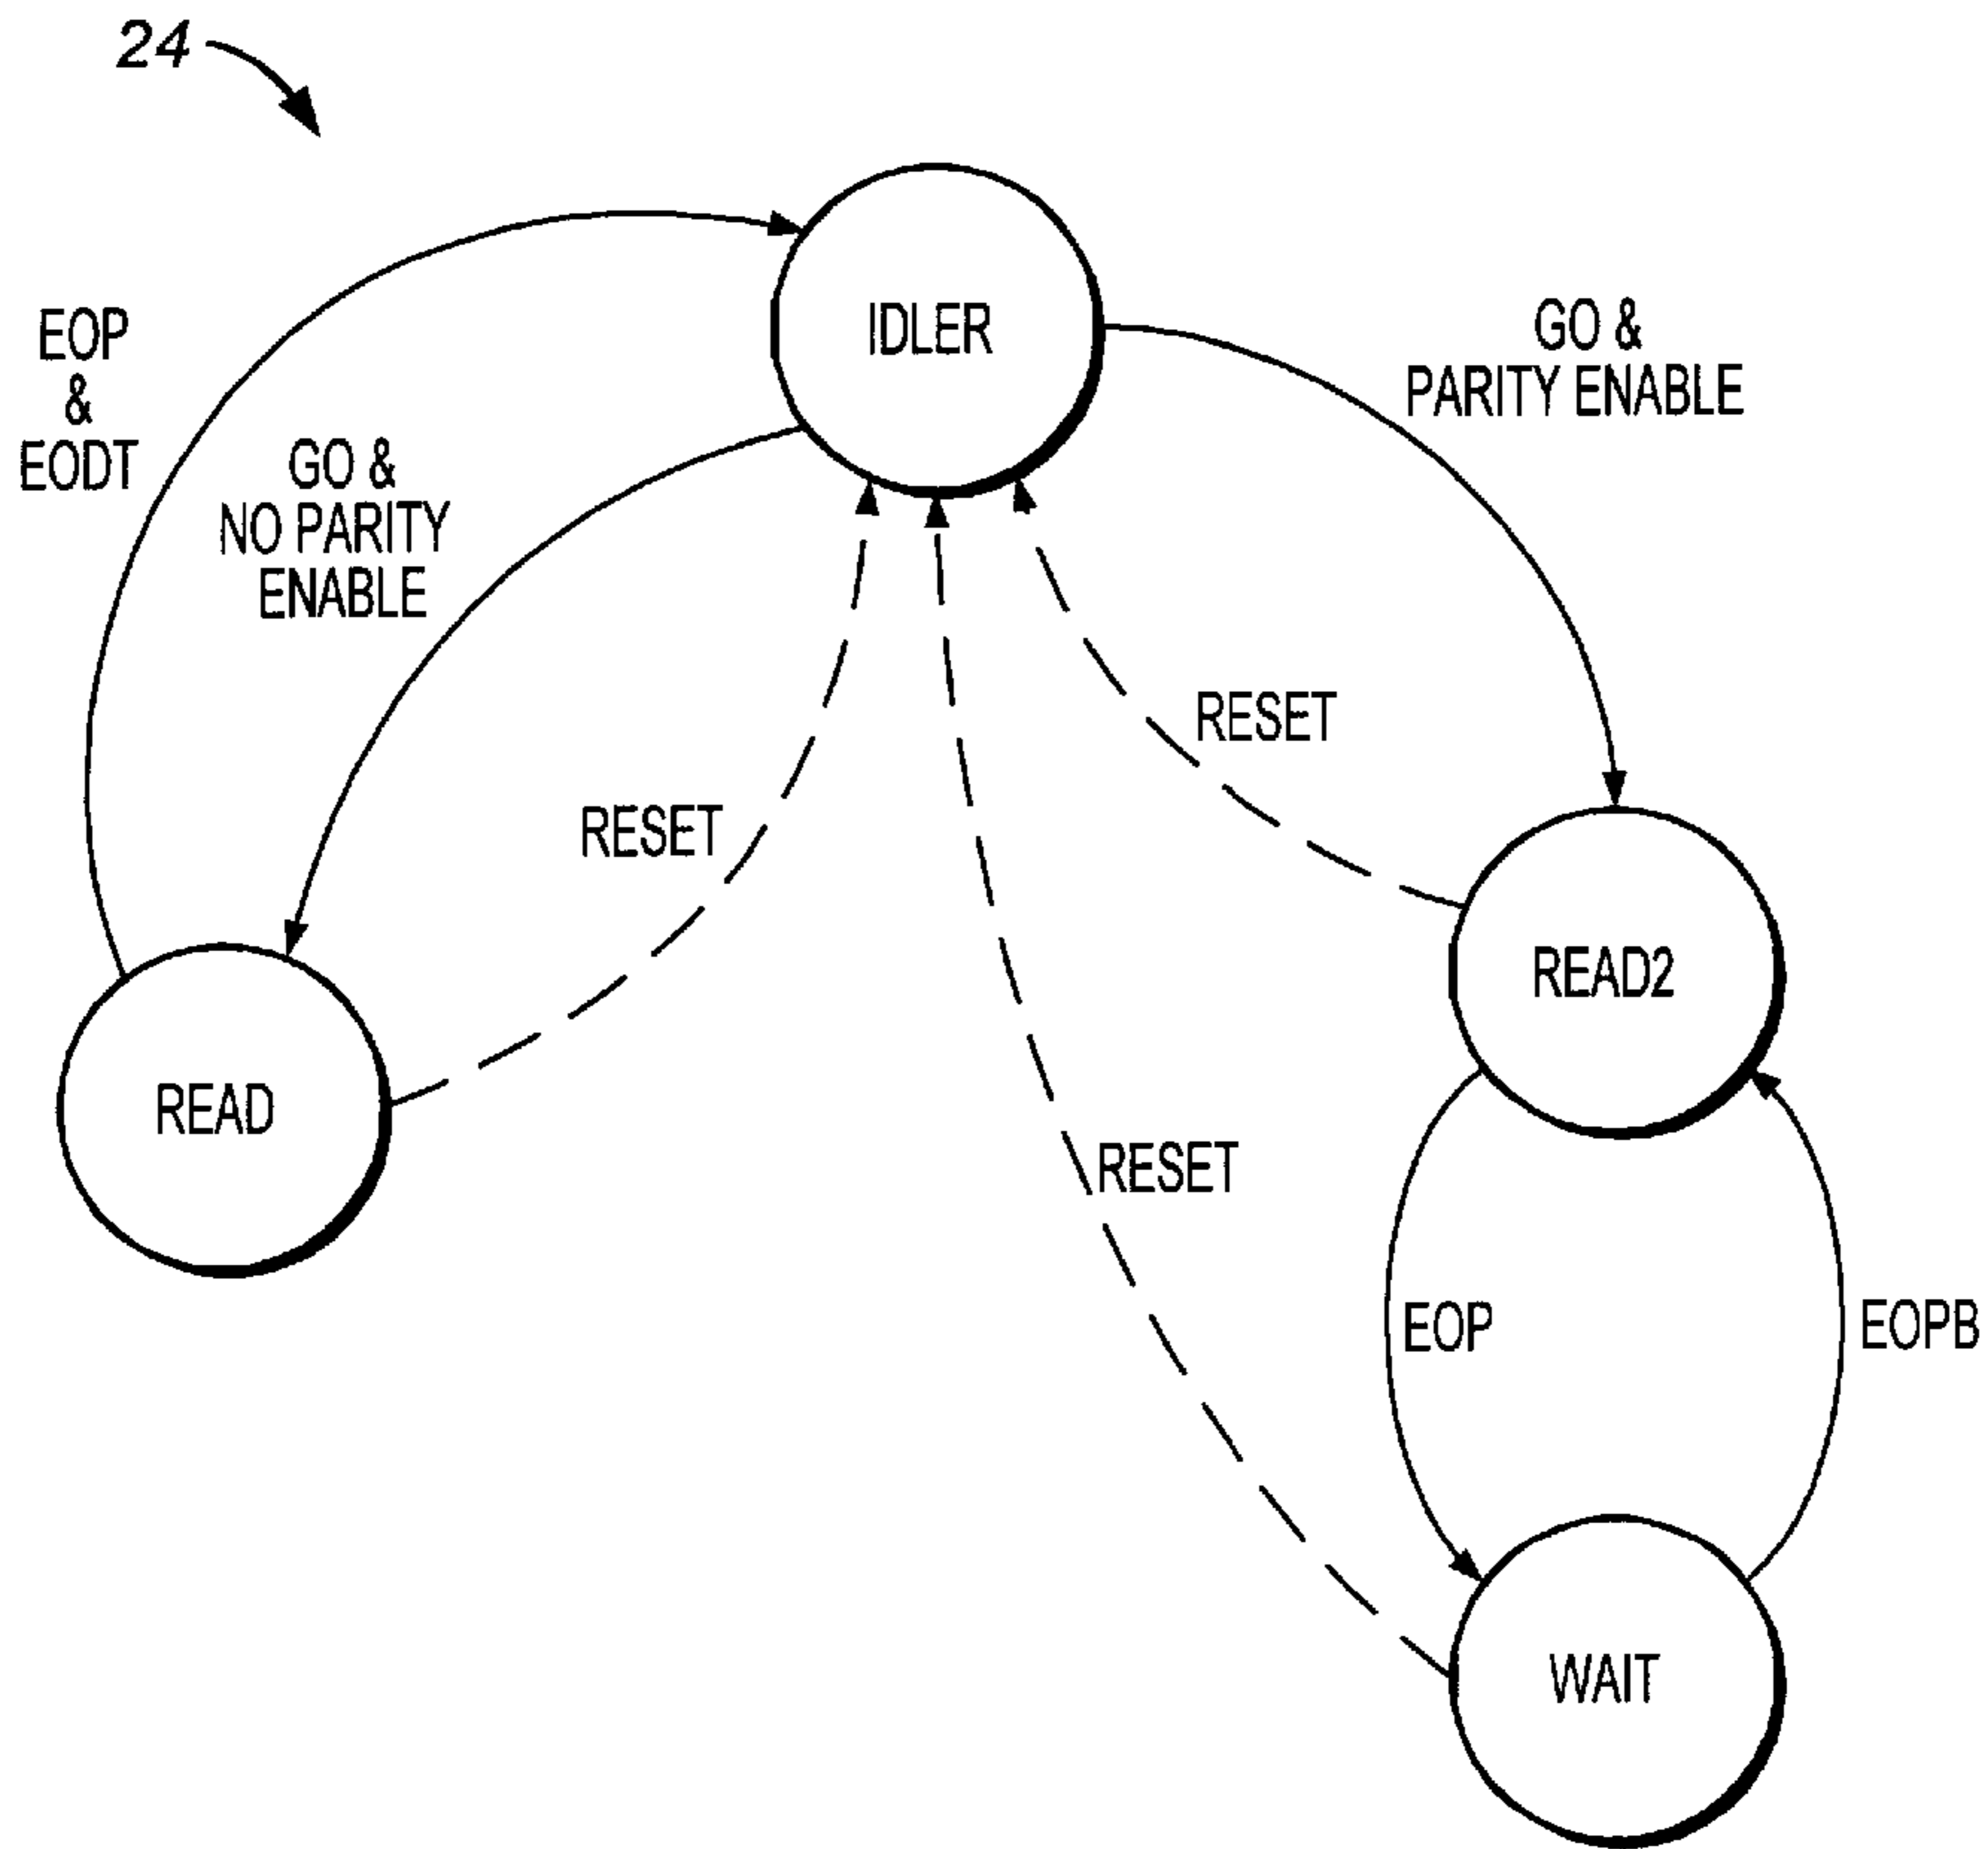 24
IDLER
EOP
&
EODT
GO &
NO PARITY
ENABLE
GO &
PARITY ENABLE
RESET
RESET
READ2
READ
RESET
EOP
EOPB
WAIT